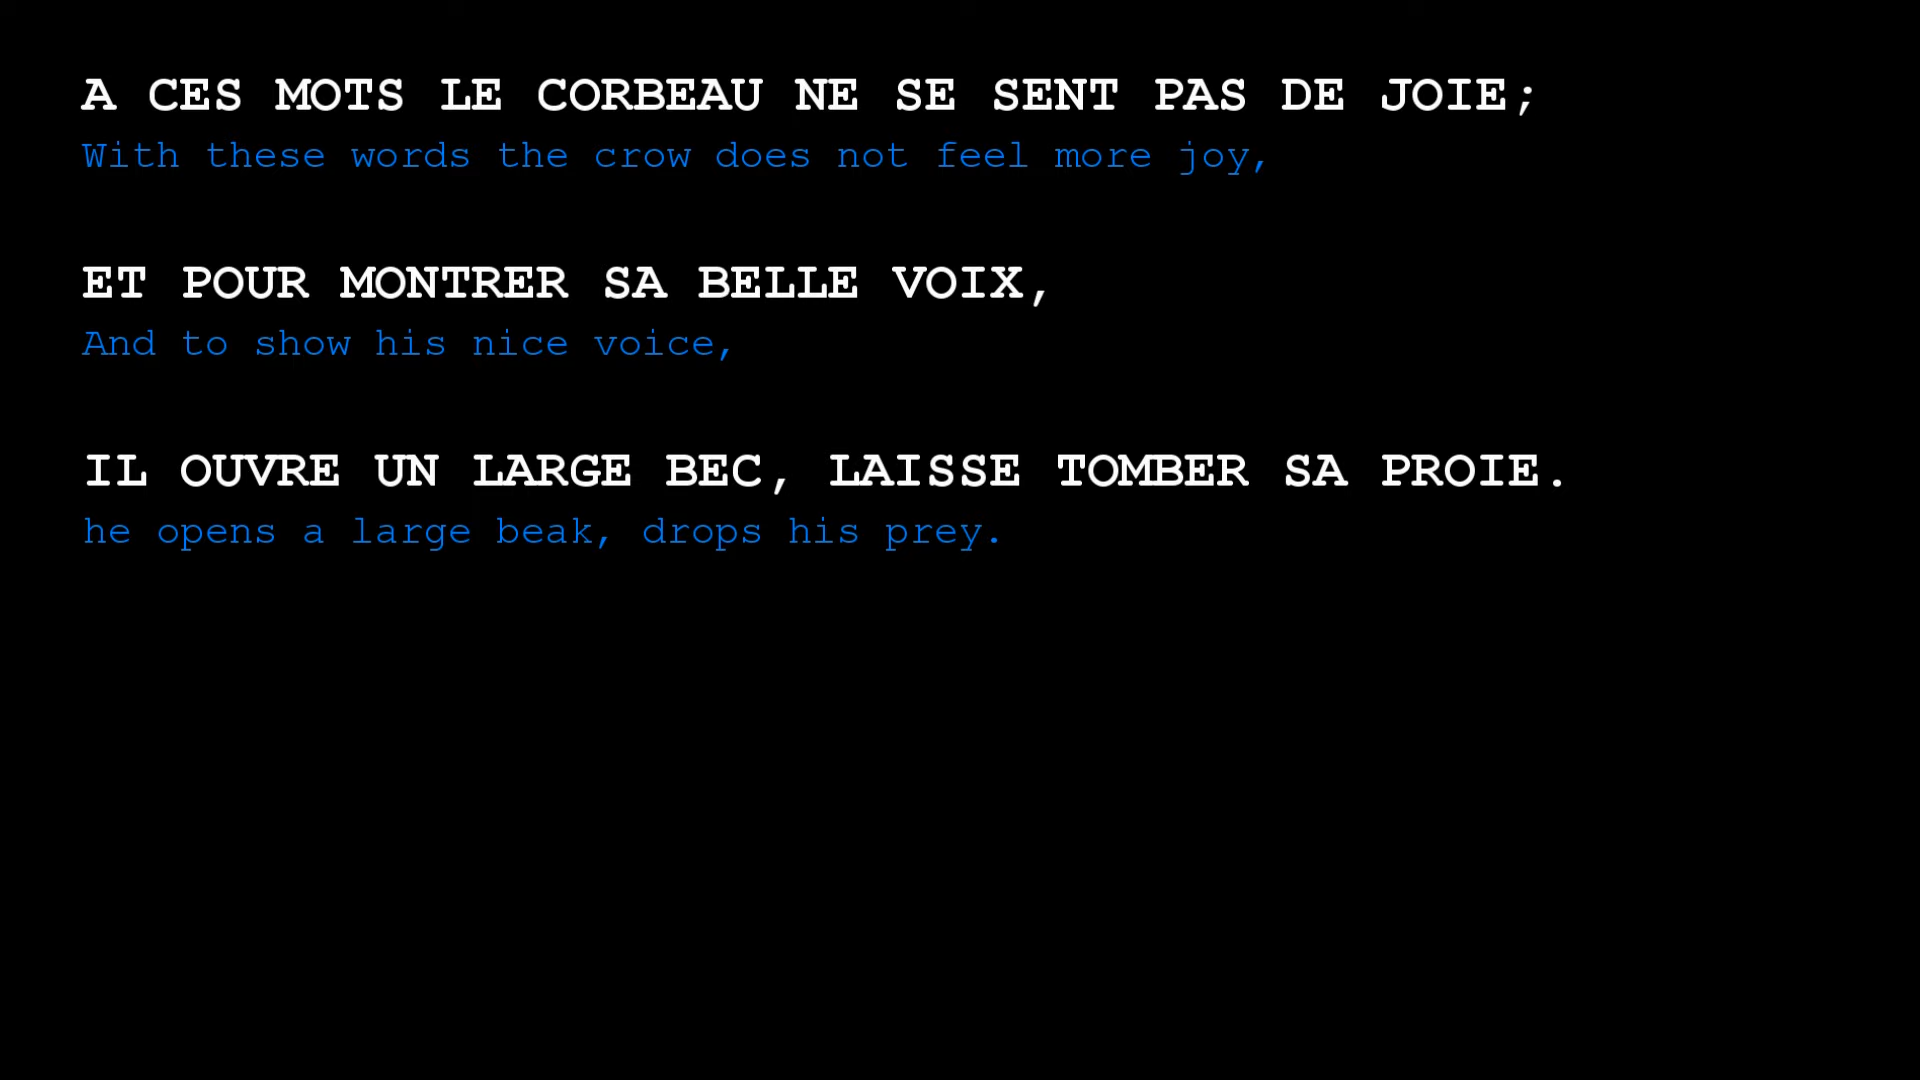 A CES MOTS LE CORBEAU NE SE SENT PAS DE JOIE;
With these words the crow does not feel more joy,
ET POUR MONTRER SA BELLE VOIX,
And to show his nice voice,
IL OUVRE UN LARGE BEC, LAISSE TOMBER SA PROIE.
he opens a large beak, drops his prey.